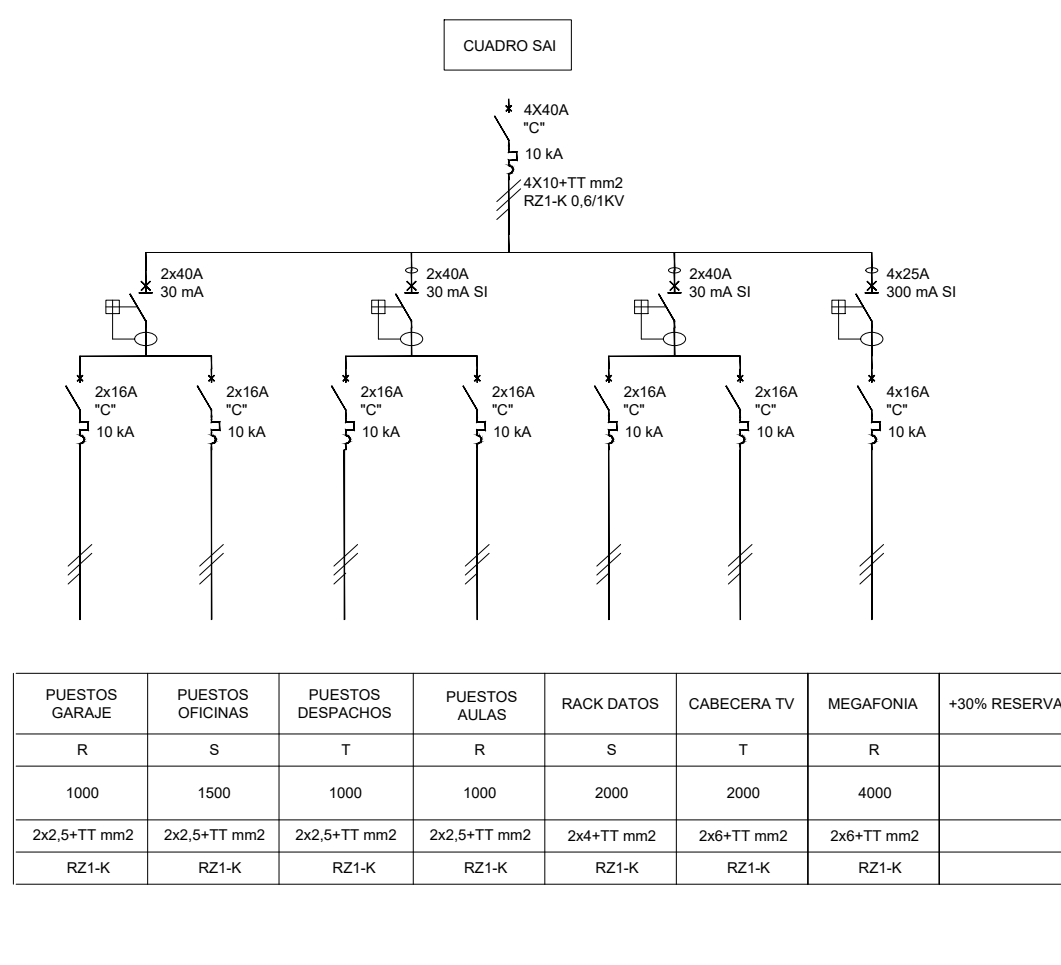 CUADRO SAI
4X40A
"C"
10 kA
4X10+TT mm2
RZ1-K 0,6/1KV
2x40A
30 mA
2x40A
30 mA SI
2x40A
30 mA SI
4x25A
300 mA SI
2x16A
"C"
10 kA
2x16A
"C"
10 kA
2x16A
"C"
10 kA
2x16A
"C"
10 kA
2x16A
"C"
10 kA
2x16A
"C"
10 kA
4x16A
"C"
10 kA
PUESTOS GARAJE
PUESTOS OFICINAS
PUESTOS DESPACHOS
PUESTOS AULAS
RACK DATOS
CABECERA TV
MEGAFONIA
+30% RESERVA
R S T R S T R
1000 1500 1000 1000 2000 2000 4000
2x2,5+TT mm2 2x2,5+TT mm2 2x2,5+TT mm2 2x2,5+TT mm2 2x4+TT mm2 2x6+TT mm2 2x6+TT mm2
RZ1-K RZ1-K RZ1-K RZ1-K RZ1-K RZ1-K RZ1-K